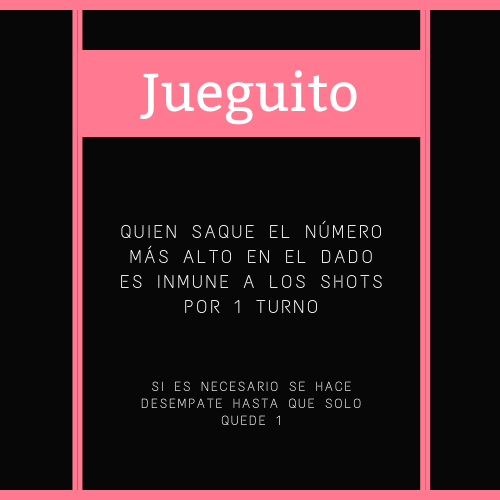 Jueguito
QUIEN SAQUE EL NÚMERO
MÁS ALTO EN EL DADO
ES INMUNE A LOS SHOTS
POR 1 TURNO
SI ES NECESARIO SE HACE
DESEMPATE HASTA QUE SOLO
QUEDE 1